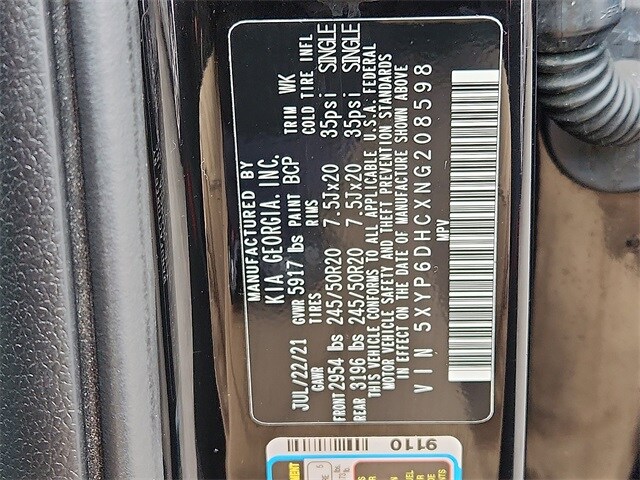 MANUFACTURED BY
KIA GEORGIA. INC.
JUL/22/21 GVWR 5917 lbs PAINT BCP TRIM WK
GAWR TIRES RIMS COLD TIRE INFL
FRONT 2954 lbs 245/50R20 7.5Jx20 35psi SINGLE
REAR 3196 lbs 245/50R20 7.5Jx20 35psi SINGLE
THIS VEHICLE CONFORMS TO ALL APPLICABLE U.S.A. FEDERAL
MOTOR VEHICLE SAFETY AND THEFT PREVENTION STANDARDS
IN EFFECT ON THE DATE OF MANUFACTURE SHOWN ABOVE
VIN 5XYP6DHCXNG208598
MPV
9110